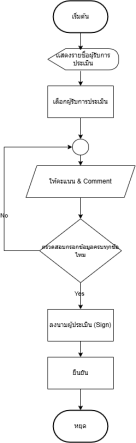 เริ่มต้น
แสดงรายชื่อผู้รับการ
ประเมิน
เลือกผู้รับการประเมิน
ให้คะแนน & Comment
No
ตรวจสอบกรอกข้อมูลครบทุกข้อ
ไหม
Yes
ลงนามผู้ประเมิน (Sign)
ยืนยัน
หยุด